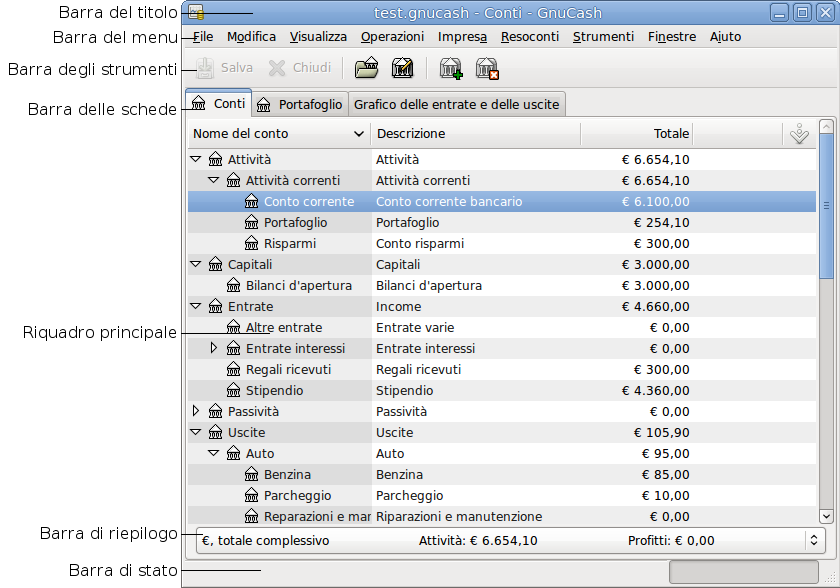 Barra del titolo test.gnucash - Conti - GnuCash
Barra del menu File Modifica Visualizza Operazioni Impresa Resoconti Strumenti Finestre Aiuto
Barra degli strumenti Salva Chiudi
Barra delle schede Conti Portafoglio Grafico delle entrate e delle uscite
Nome del conto Descrizione Totale
Attività Attività € 6.654,10
Attività correnti Attività correnti € 6.654,10
Conto corrente Conto corrente bancario € 6.100,00
Portafoglio Portafoglio € 254,10
Risparmi Conto risparmi € 300,00
Capitali Capitali € 3.000,00
Bilanci d'apertura Bilanci d'apertura € 3.000,00
Entrate Income € 4.660,00
Riquadro principale Altre entrate Entrate varie € 0,00
Entrate interessi Entrate interessi € 0,00
Regali ricevuti Regali ricevuti € 300,00
Stipendio Stipendio € 4.360,00
Passività Passività € 0,00
Uscite Uscite € 105,90
Auto Auto € 95,00
Benzina Benzina € 85,00
Parcheggio Parcheggio € 10,00
Reparazioni e mar Riparazioni e manutenzione € 0,00
Barra di riepilogo €, totale complessivo Attività: € 6.654,10 Profitti: € 0,00
Barra di stato